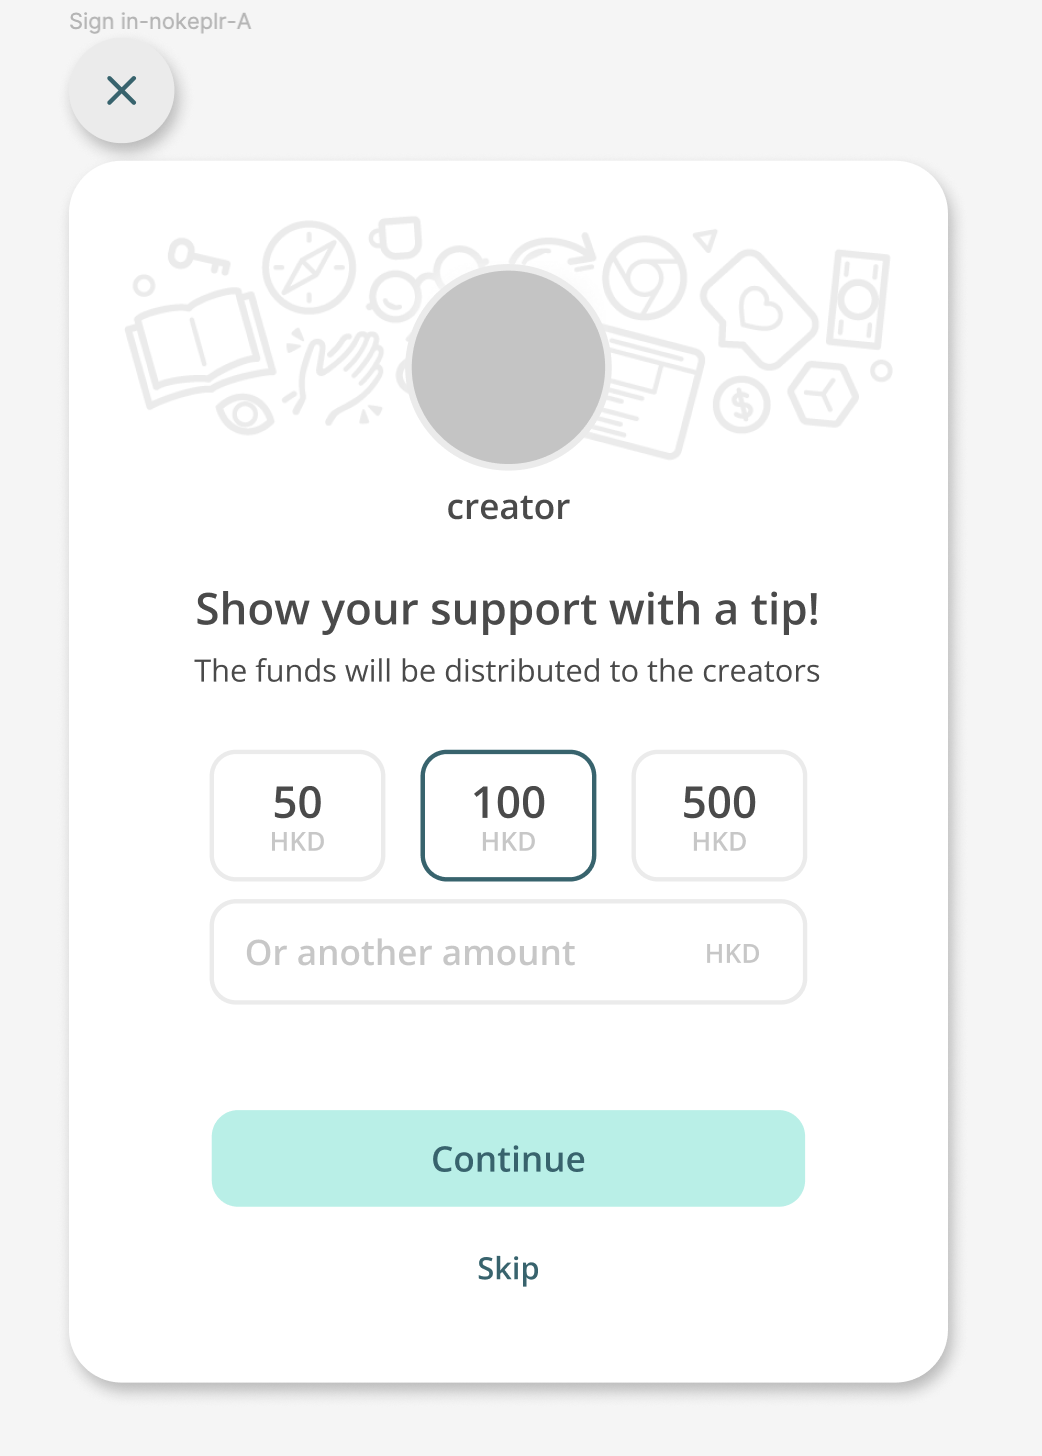 Sign in-nokeplr-A
creator
Show your support with a tip!
The funds will be distributed to the creators
50
HKD
100
HKD
500
HKD
Or another amount HKD
Continue
Skip